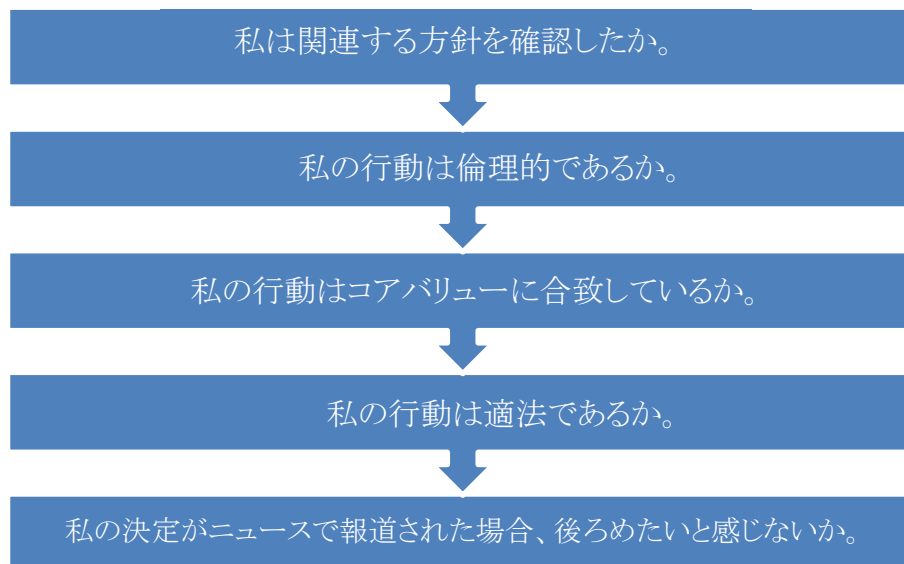 私は関連する方針を確認したか。
私の行動は倫理的であるか。
私の行動はコアバリューに合致しているか。
私の行動は適法であるか。
私の決定がニュースで報道された場合、後ろめたいと感じないか。